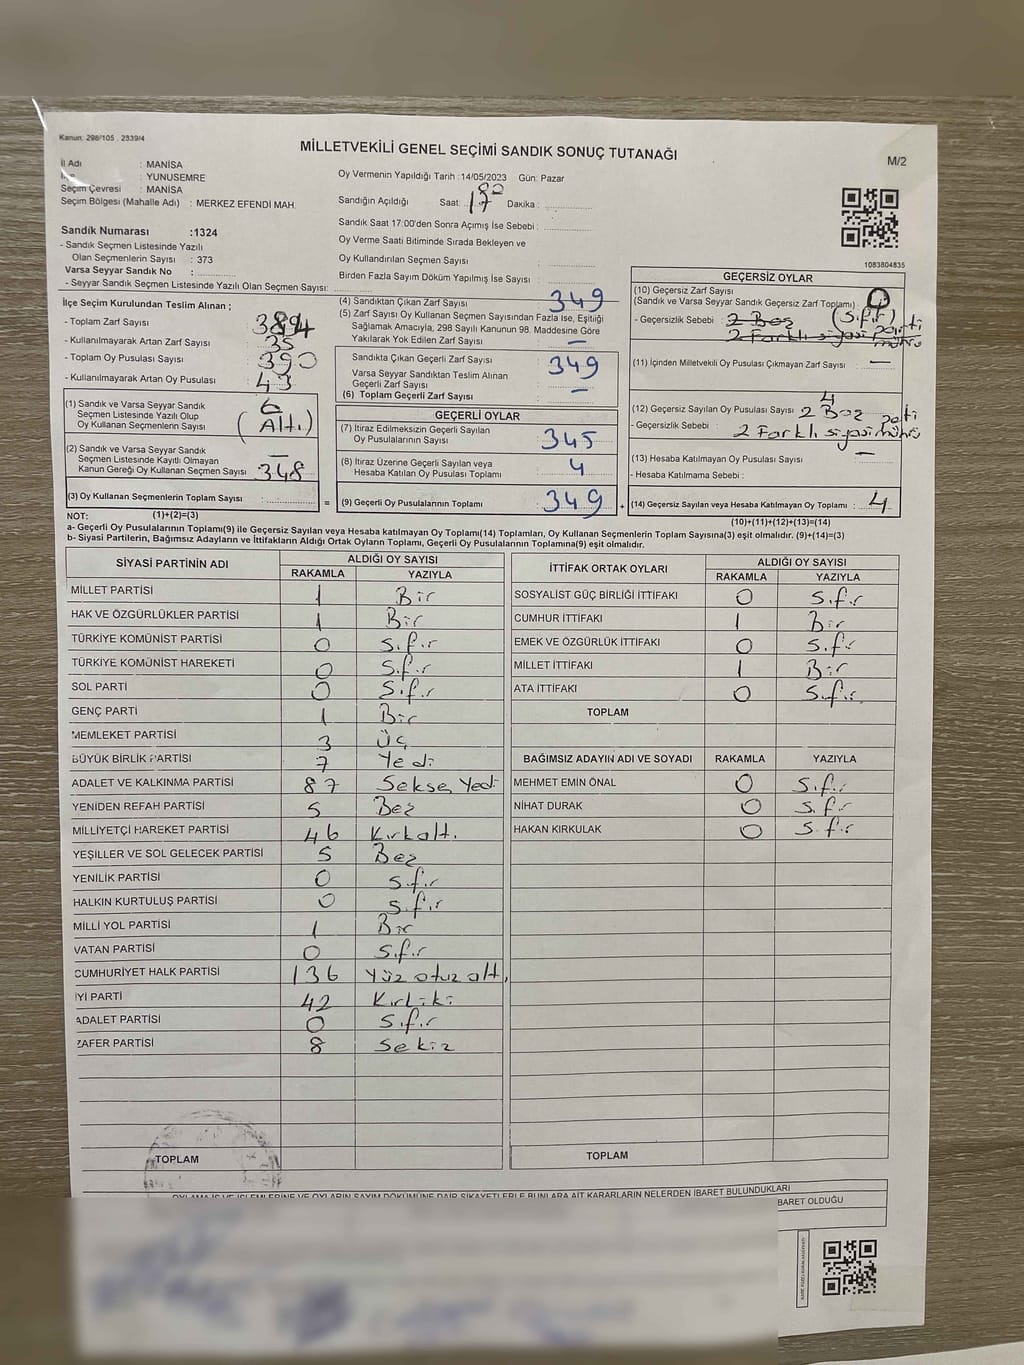 Kanun: 298/105 , 2839/4
MİLLETVEKİLİ GENEL SEÇİMİ SANDIK SONUÇ TUTANAĞI
M/2
İl Adı : MANİSA
: YUNUSEMRE
Seçim Çevresi : MANİSA
Seçim Bölgesi (Mahalle Adı) : MERKEZ EFENDİ MAH.
Sandık Numarası :1324
- Sandık Seçmen Listesinde Yazılı
Olan Seçmenlerin Sayısı : 373
Varsa Seyyar Sandık No :
- Seyyar Sandık Seçmen Listesinde Yazılı Olan Seçmen Sayısı:
Oy Vermenin Yapıldığı Tarih :14/05/2023 Gün: Pazar
Sandığın Açıldığı Saat: 17 Dakika :
Sandık Saat 17:00'den Sonra Açımış İse Sebebi :
Oy Verme Saati Bitiminde Sırada Bekleyen ve
Oy Kullandırılan Seçmen Sayısı :
Birden Fazla Sayım Döküm Yapılmış İse Sayısı :
1083804835
İlçe Seçim Kurulundan Teslim Alınan ;
- Toplam Zarf Sayısı :
- Kullanılmayarak Artan Zarf Sayısı : 35
- Toplam Oy Pusulası Sayısı : 390
- Kullanılmayarak Artan Oy Pusulası : 43
(1) Sandık ve Varsa Seyyar Sandık
Seçmen Listesinde Yazılı Olup
Oy Kullanan Seçmenlerin Sayısı : 6
(Altı)
(2) Sandık ve Varsa Seyyar Sandık
Seçmen Listesinde Kayıtlı Olmayan
Kanun Gereği Oy Kullanan Seçmen Sayısı : – 348
(3) Oy Kullanan Seçmenlerin Toplam Sayısı :
=
(4) Sandıktan Çıkan Zarf Sayısı : 349
(5) Zarf Sayısı Oy Kullanan Seçmen Sayısından Fazla İse, Eşitliği
Sağlamak Amacıyla, 298 Sayılı Kanunun 98. Maddesine Göre
Yakılarak Yok Edilen Zarf Sayısı : –
Sandıkta Çıkan Geçerli Zarf Sayısı : 349
Varsa Seyyar Sandıktan Teslim Alınan
Geçerli Zarf Sayısı : –
(6) Toplam Geçerli Zarf Sayısı :
GEÇERLİ OYLAR
(7) İtiraz Edilmeksizin Geçerli Sayılan
Oy Pusulalarının Sayısı : 345
(8) İtiraz Üzerine Geçerli Sayılan veya
Hesaba Katılan Oy Pusulalarının Toplamı : 4
(9) Geçerli Oy Pusulalarının Toplamı : 349
+
GEÇERSİZ OYLAR
(10) Geçersiz Zarf Sayısı
(Sandık ve Varsa Seyyar Sandık Geçersiz Zarf Toplamı) : 0
(Sıfır)
- Geçersizlik Sebebi : 2 Boş
2 Farklı siyasi parti mührü
(11) İçinden Milletvekili Oy Pusulası Çıkmayan Zarf Sayısı : –
(12) Geçersiz Sayılan Oy Pusulası Sayısı : 4
- Geçersizlik Sebebi : 2 Boş
2 Farklı siyasi parti mührü
(13) Hesaba Katılmayan Oy Pusulası Sayısı : –
- Hesaba Katılmama Sebebi :
(14) Geçersiz Sayılan veya Hesaba Katılmayan Oy Toplamı : 4
NOT: (1)+(2)=(3)
(10)+(11)+(12)+(13)=(14)
a- Geçerli Oy Pusulalarının Toplamı(9) ile Geçersiz Sayılan veya Hesaba katılmayan Oy Toplamı(14) Toplamları, Oy Kullanan Seçmenlerin Toplam Sayısına(3) eşit olmalıdır. (9)+(14)=(3)
b- Siyasi Partilerin, Bağımsız Adayların ve İttifakların Aldığı Ortak Oyların Toplamı, Geçerli Oy Pusulalarının Toplamına(9) eşit olmalıdır.
SİYASİ PARTİNİN ADI ALDIĞI OY SAYISI
RAKAMLA YAZIYLA
MİLLET PARTİSİ 1 Bir
HAK VE ÖZGÜRLÜKLER PARTİSİ 1 Bir
TÜRKİYE KOMÜNİST PARTİSİ 0 Sıfır
TÜRKİYE KOMÜNİST HAREKETİ 0 Sıfır
SOL PARTİ 0 Sıfır
GENÇ PARTİ 1 Bir
MEMLEKET PARTİSİ 3 Üç
BÜYÜK BİRLİK PARTİSİ 7 Yedi
ADALET VE KALKINMA PARTİSİ 87 Seksen Yedi
YENİDEN REFAH PARTİSİ 5 Beş
MİLLİYETÇİ HAREKET PARTİSİ 46 Kırkaltı
YEŞİLLER VE SOL GELECEK PARTİSİ 5 Beş
YENİLİK PARTİSİ 0 Sıfır
HALKIN KURTULUŞ PARTİSİ 0 Sıfır
MİLLİ YOL PARTİSİ 1 Bir
VATAN PARTİSİ 0 Sıfır
CUMHURİYET HALK PARTİSİ 136 Yüz otuz altı
İYİ PARTİ 42 Kırkiki
ADALET PARTİSİ 0 Sıfır
ZAFER PARTİSİ 8 Sekiz
TOPLAM
İTTİFAK ORTAK OYLARI ALDIĞI OY SAYISI
RAKAMLA YAZIYLA
SOSYALİST GÜÇ BİRLİĞİ İTTİFAKI 0 Sıfır
CUMHUR İTTİFAKI 1 Bir
EMEK VE ÖZGÜRLÜK İTTİFAKI 0 Sıfır
MİLLET İTTİFAKI 1 Bir
ATA İTTİFAKI 0 Sıfır
TOPLAM
BAĞIMSIZ ADAYIN ADI VE SOYADI RAKAMLA YAZIYLA
MEHMET EMİN ÖNAL 0 Sıfır
NİHAT DURAK 0 Sıfır
HAKAN KIRKULAK 0 Sıfır
TOPLAM
OYLAMA İŞ VE İŞLEMLERİNE VE OYLARIN SAYIM DÖKÜMÜNE DAİR ŞİKAYETLERLE BUNLARA AİT KARARLARIN NELERDEN İBARET BULUNDUKLARI
BARET OLDUĞU